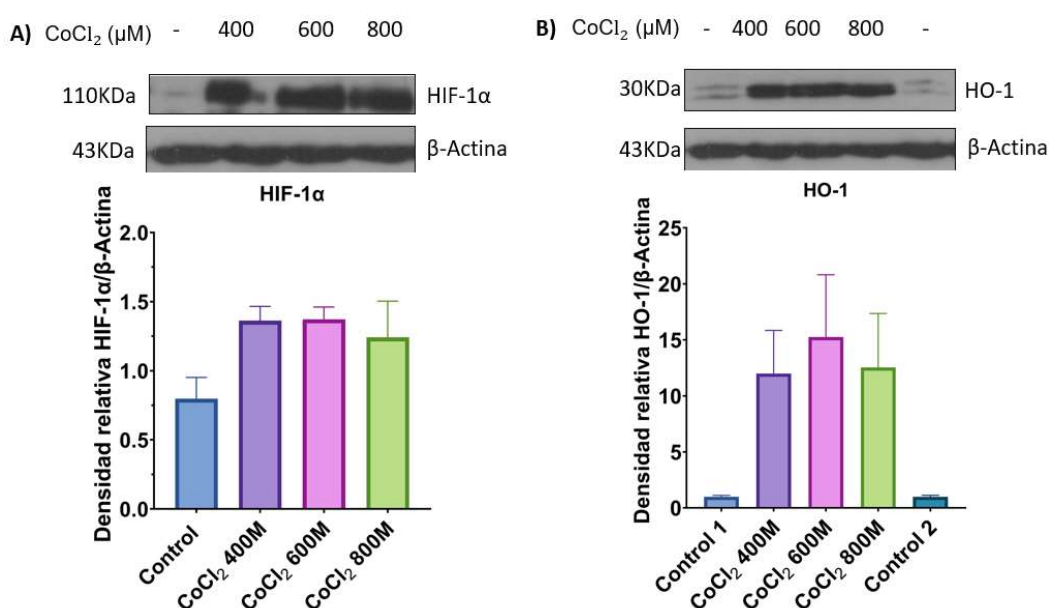 A) CoCl₂ (µM) - 400 600 800
110KDa HIF-1α
43KDa β-Actina
HIF-1α
Densidad relativa HIF-1α/β-Actina
2.0
1.5
1.0
0.5
0.0
Control
CoCl₂ 400M
CoCl₂ 600M
CoCl₂ 800M
B) CoCl₂ (µM) - 400 600 800 -
30KDa HO-1
43KDa β-Actina
HO-1
Densidad relativa HO-1/β-Actina
25
20
15
10
5
0
Control 1
CoCl₂ 400M
CoCl₂ 600M
CoCl₂ 800M
Control 2